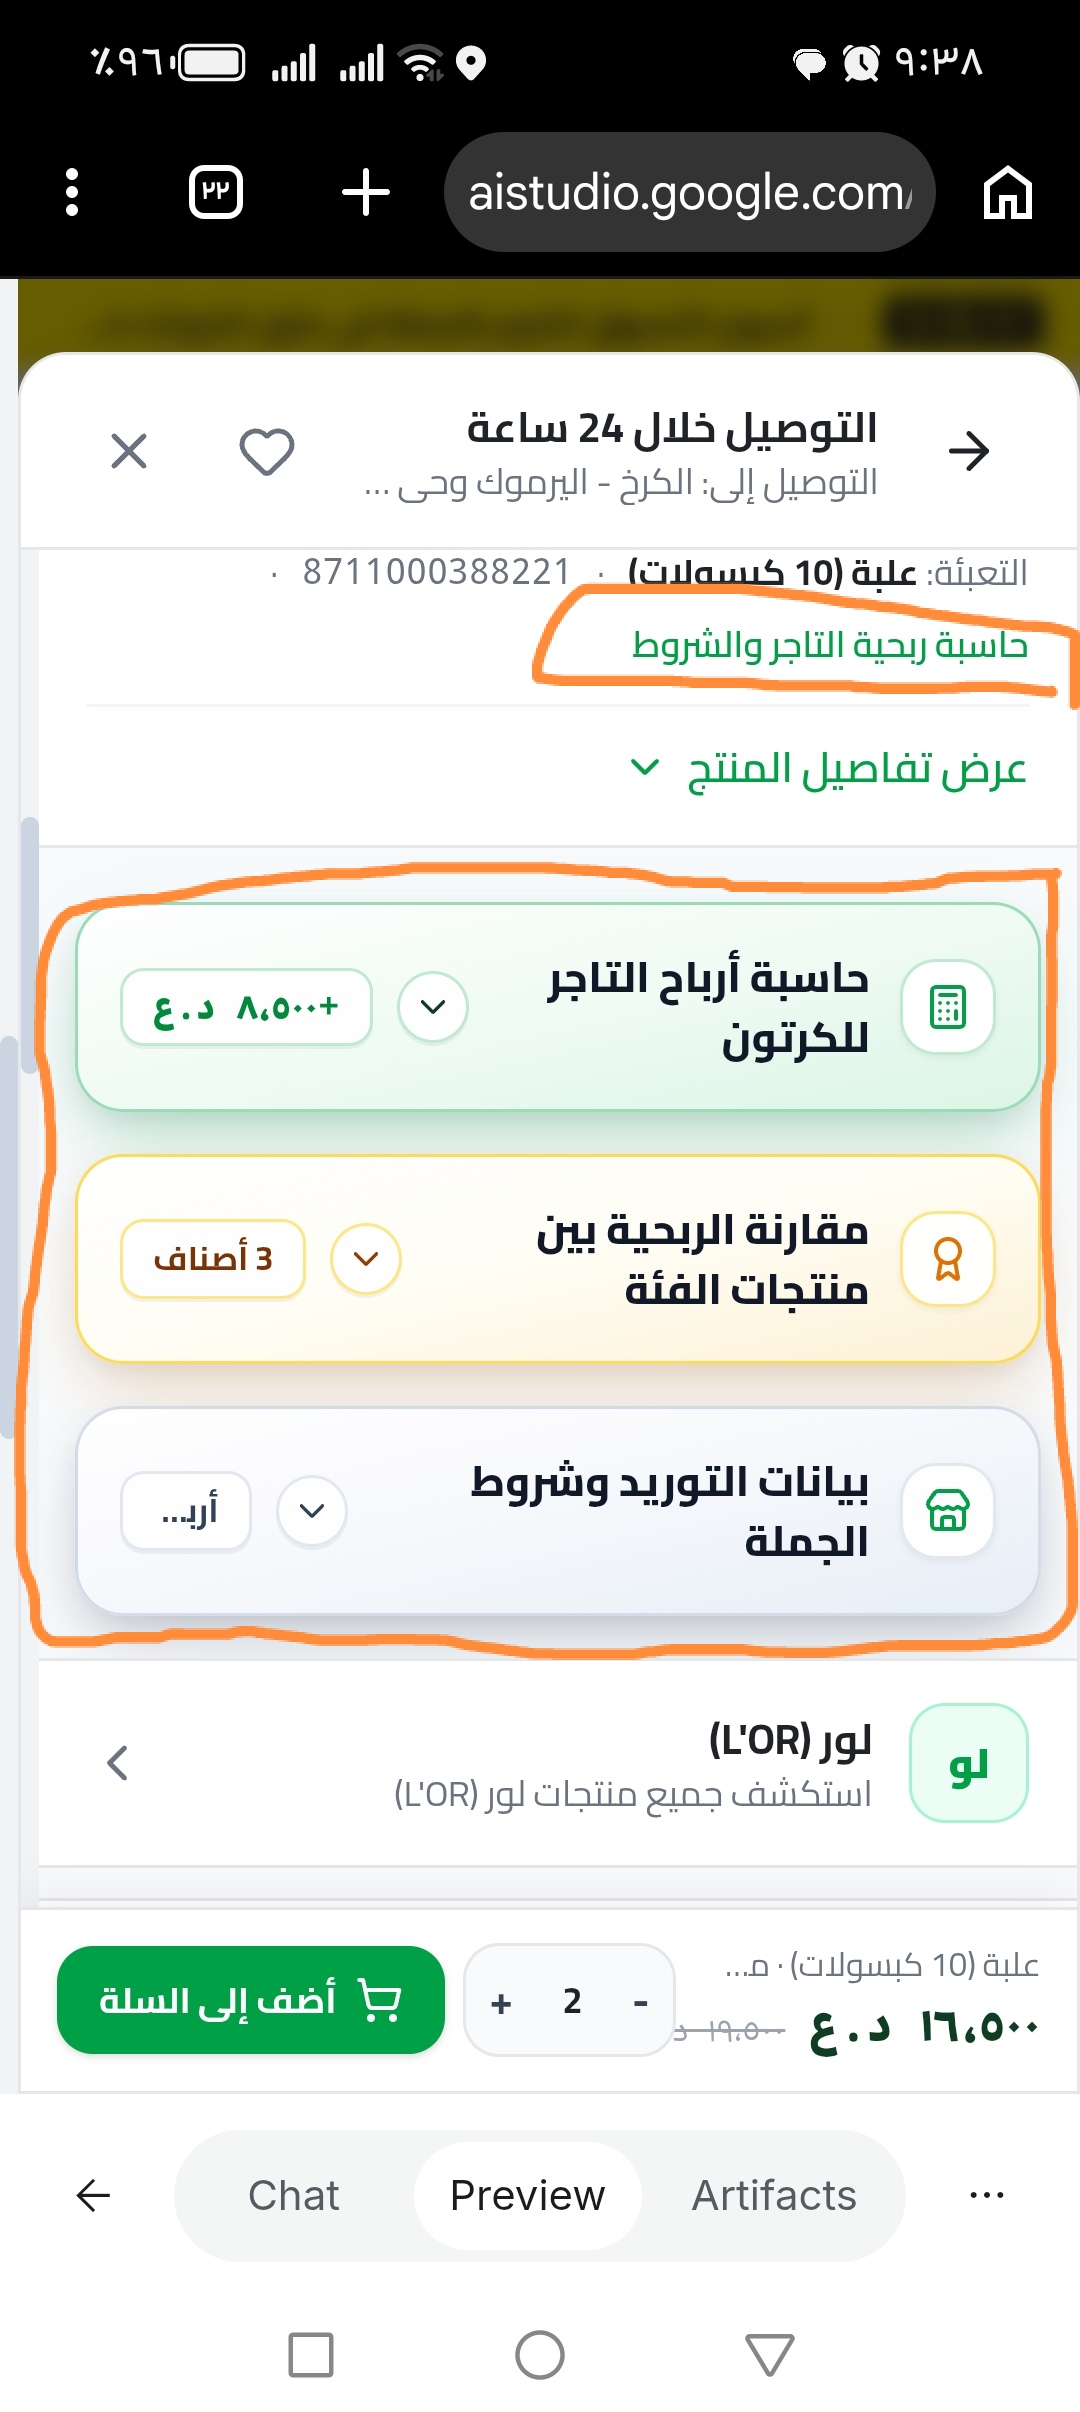 ٪٩٦
٩:٣٨
٢٢
aistudio.google.com/
التوصيل خلال 24 ساعة
التوصيل إلى: الكرخ - اليرموك وحي ...
التعبئة: علبة (10 كبسولات) · 8711000388221 ·
حاسبة ربحية التاجر والشروط
عرض تفاصيل المنتج
حاسبة أرباح التاجر
للكرتون
+٨،٥٠٠ د.ع
مقارنة الربحية بين
منتجات الفئة
3 أصناف
بيانات التوريد وشروط
الجملة
أرب...
لو
لور (L'OR)
استكشف جميع منتجات لور (L'OR)
علبة (10 كبسولات) · م...
١٦،٥٠٠ د.ع
١٩،٥٠٠ د
- 2 +
أضف إلى السلة
Chat
Preview
Artifacts